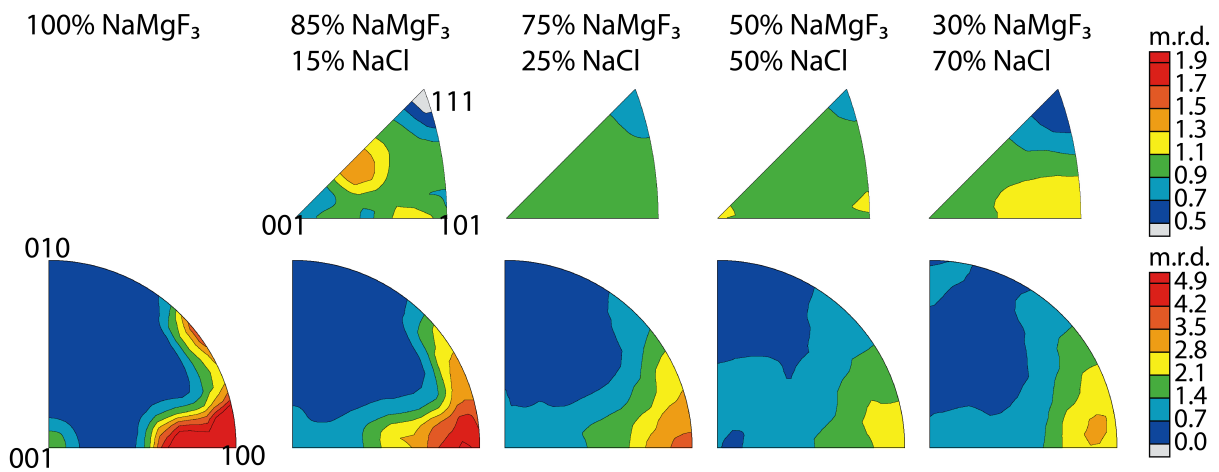 100% NaMgF₃
85% NaMgF₃
15% NaCl
75% NaMgF₃
25% NaCl
50% NaMgF₃
50% NaCl
30% NaMgF₃
70% NaCl
m.r.d.
1.9
1.7
1.5
1.3
1.1
0.9
0.7
0.5
111
001
101
010
001
100
m.r.d.
4.9
4.2
3.5
2.8
2.1
1.4
0.7
0.0